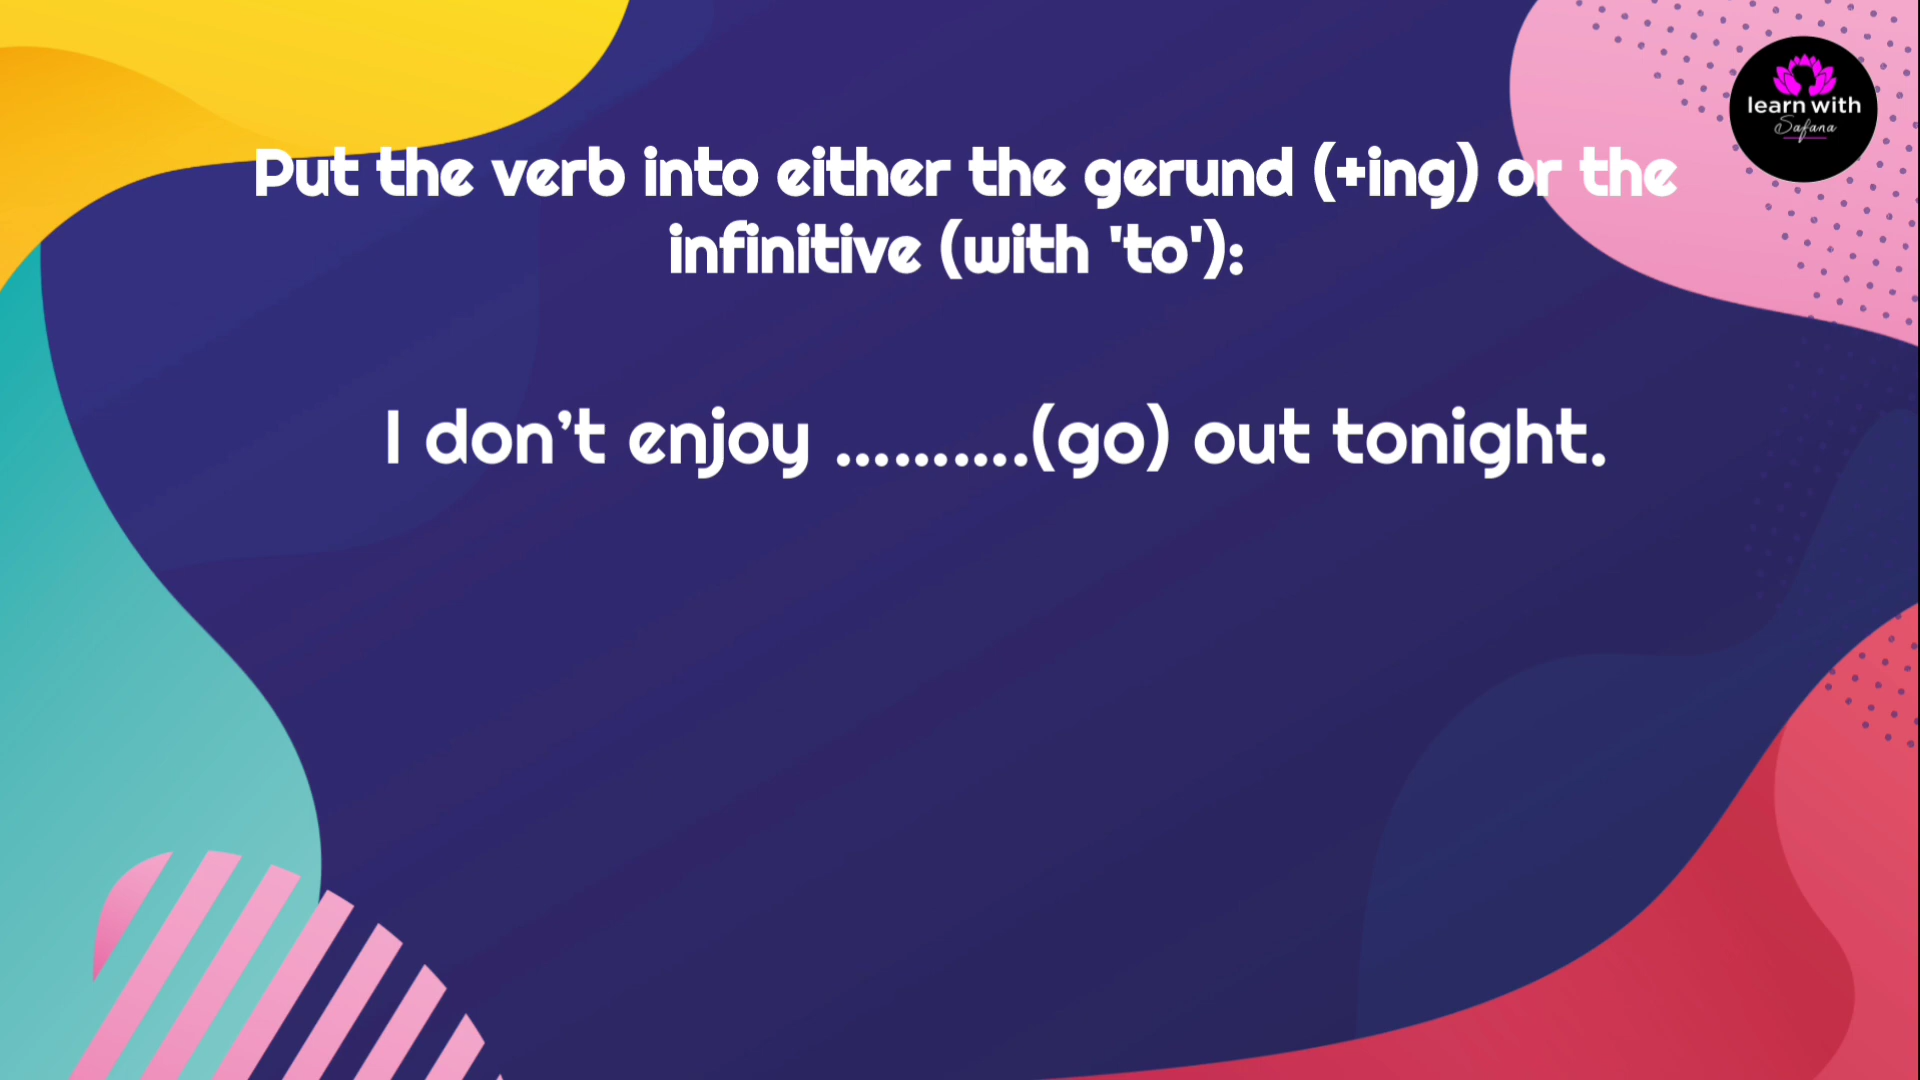 learn with
Safana
Put the verb into either the gerund (+ing) or the
infinitive (with 'to'):
I don’t enjoy ..........(go) out tonight.